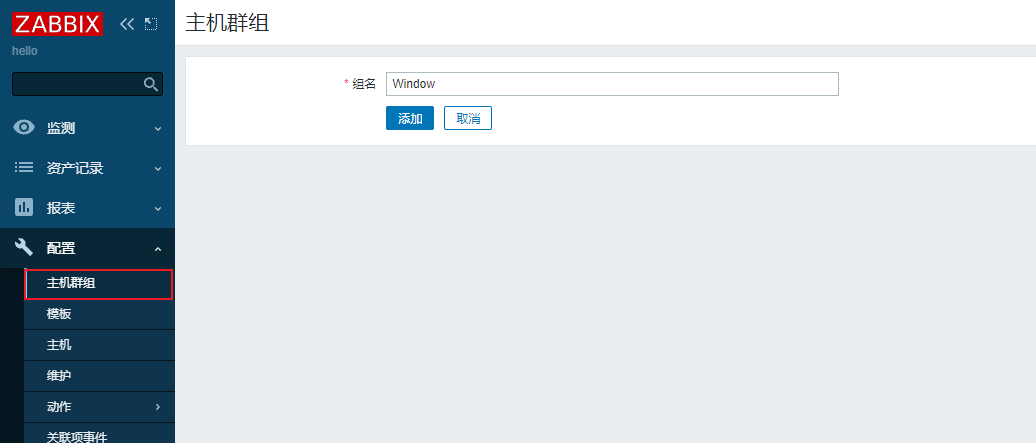 ZABBIX
hello
监测
资产记录
报表
配置
主机群组
模板
主机
维护
动作
关联项事件
主机群组
* 组名 Window
添加 取消